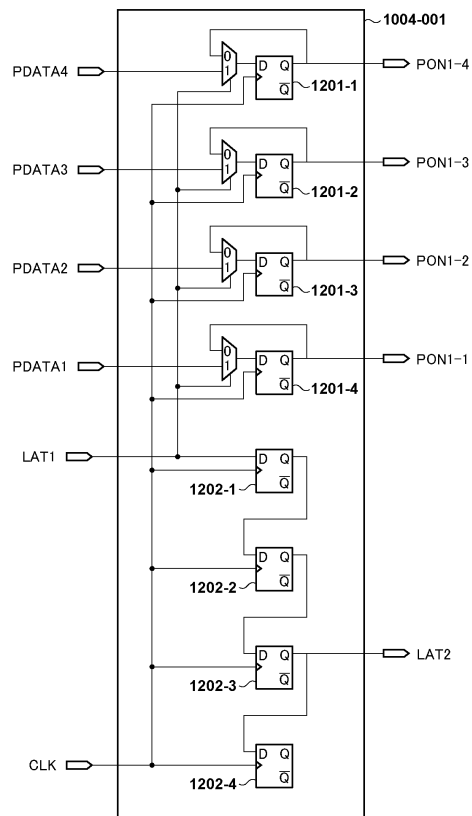 1004-001
PDATA4
0
1
D Q
Q
PON1-4
1201-1
PDATA3
0
1
D Q
Q
PON1-3
1201-2
PDATA2
0
1
D Q
Q
PON1-2
1201-3
PDATA1
0
1
D Q
Q
PON1-1
1201-4
LAT1
D Q
Q
1202-1
D Q
Q
1202-2
D Q
Q
LAT2
1202-3
D Q
Q
CLK
1202-4